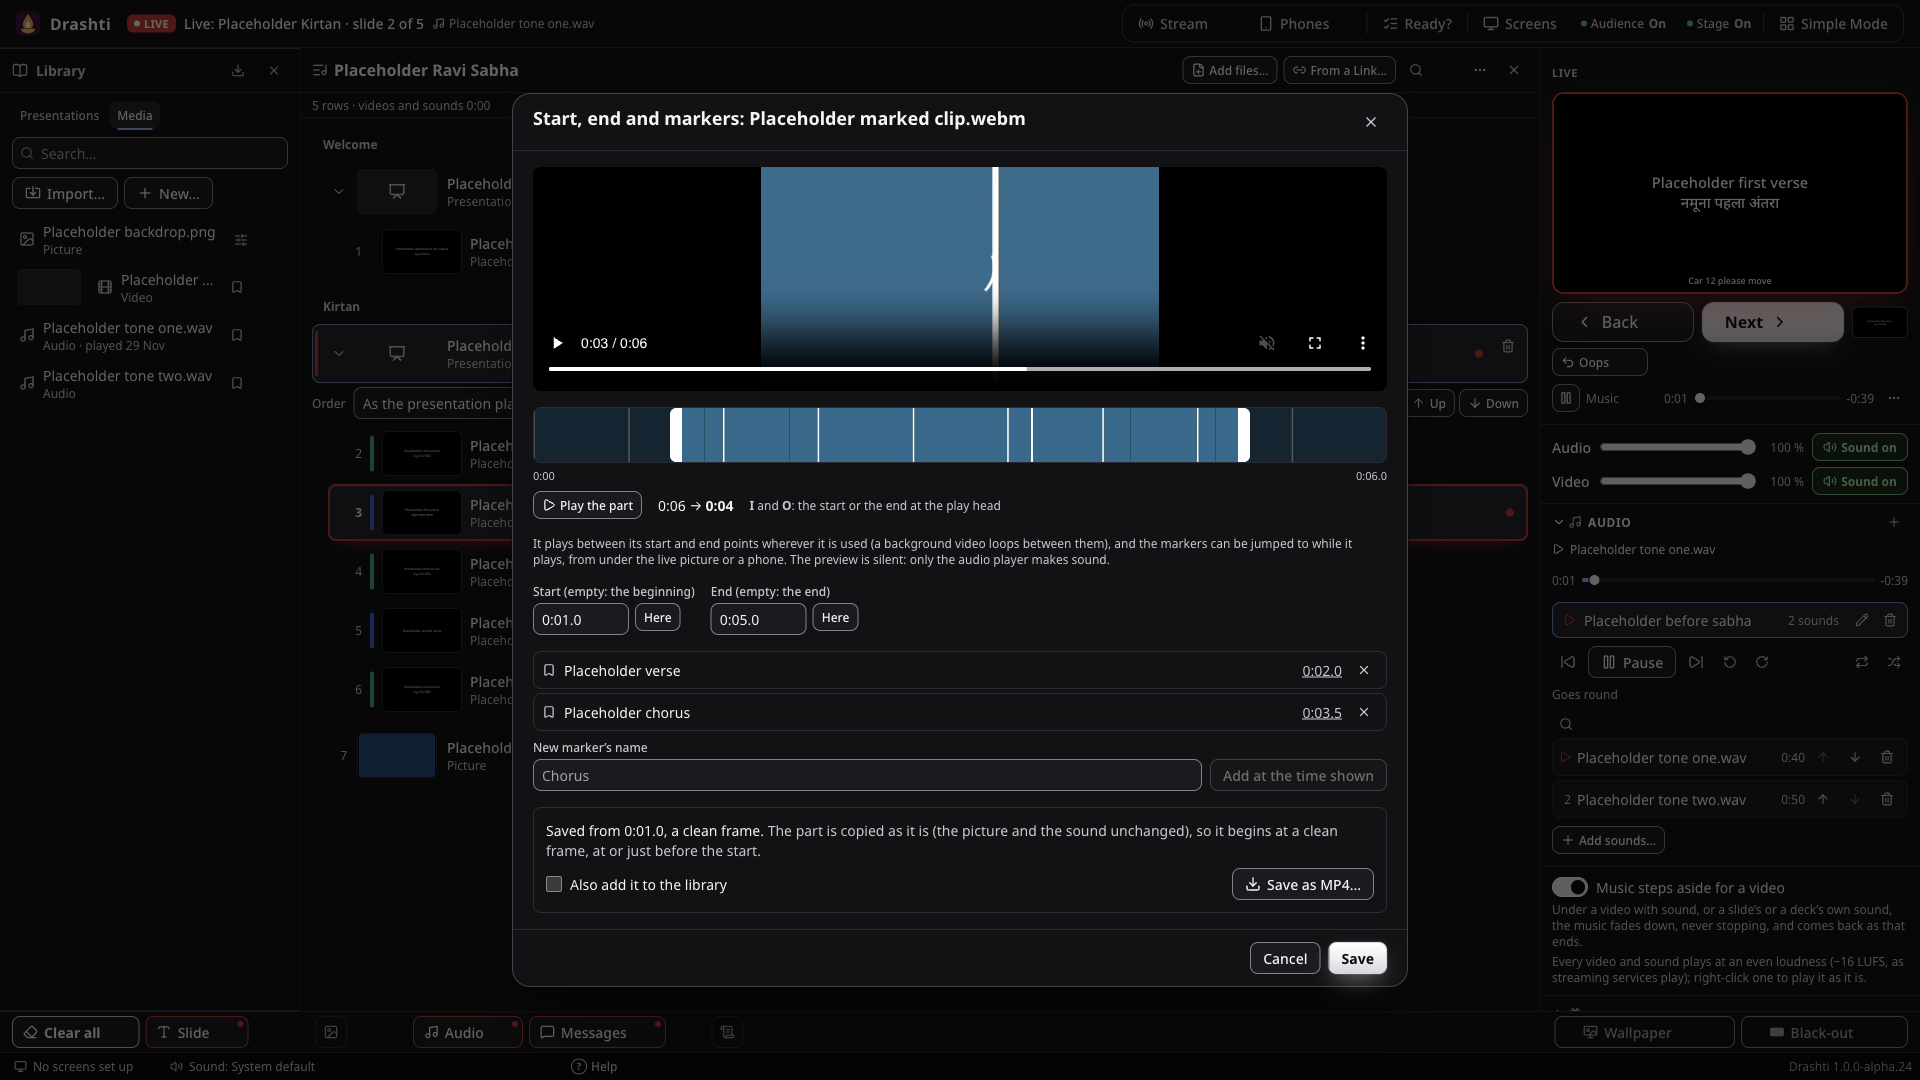 Drashti
LIVE
Live: Placeholder Kirtan · slide 2 of 5
Placeholder tone one.wav
Stream
Phones
Ready?
Screens
Audience On
Stage On
Simple Mode
Library
Presentations
Media
Search...
Import...
New...
Placeholder backdrop.png
Picture
Placeholder ...
Video
Placeholder tone one.wav
Audio · played 29 Nov
Placeholder tone two.wav
Audio
Placeholder Ravi Sabha
Add files...
From a Link...
5 rows · videos and sounds 0:00
Welcome
Kirtan
Order
As the presentation pla
Up
Down
1
2
3
4
5
6
7
Picture
Start, end and markers: Placeholder marked clip.webm
0:03 / 0:06
0:00
0:06.0
Play the part
0:06 → 0:04
I and O: the start or the end at the play head
It plays between its start and end points wherever it is used (a background video loops between them), and the markers can be jumped to while it
plays, from under the live picture or a phone. The preview is silent: only the audio player makes sound.
Start (empty: the beginning)
End (empty: the end)
0:01.0
Here
0:05.0
Here
Placeholder verse
0:02.0
Placeholder chorus
0:03.5
New marker’s name
Chorus
Add at the time shown
Saved from 0:01.0, a clean frame. The part is copied as it is (the picture and the sound unchanged), so it begins at a clean
frame, at or just before the start.
Also add it to the library
Save as MP4...
Cancel
Save
LIVE
Placeholder first verse
नमूना पहला अंतरा
Car 12 please move
Back
Next
Oops
Music
0:01
-0:39
Audio
100 %
Sound on
Video
100 %
Sound on
AUDIO
Placeholder tone one.wav
0:01
-0:39
Placeholder before sabha
2 sounds
Pause
Goes round
Placeholder tone one.wav
0:40
2 Placeholder tone two.wav
0:50
Add sounds...
Music steps aside for a video
Under a video with sound, or a slide’s or a deck’s own sound,
the music fades down, never stopping, and comes back as that
ends.
Every video and sound plays at an even loudness (−16 LUFS, as
streaming services play); right-click one to play it as it is.
Clear all
Slide
Audio
Messages
Wallpaper
Black-out
No screens set up
Sound: System default
Help
Drashti 1.0.0-alpha.24